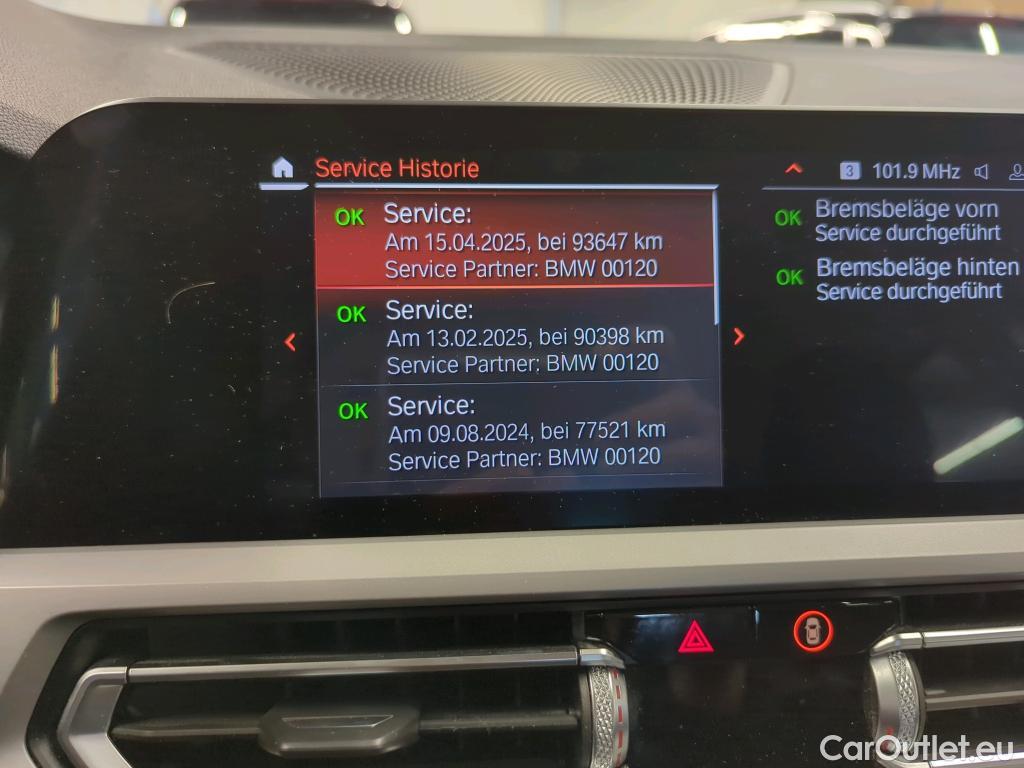 Service Historie
3 101.9 MHz
OK Service:
Am 15.04.2025, bei 93647 km
Service Partner: BMW 00120
OK Service:
Am 13.02.2025, bei 90398 km
Service Partner: BMW 00120
OK Service:
Am 09.08.2024, bei 77521 km
Service Partner: BMW 00120
OK Bremsbeläge vorn
Service durchgeführt
OK Bremsbeläge hinten
Service durchgeführt
CarOutlet.eu